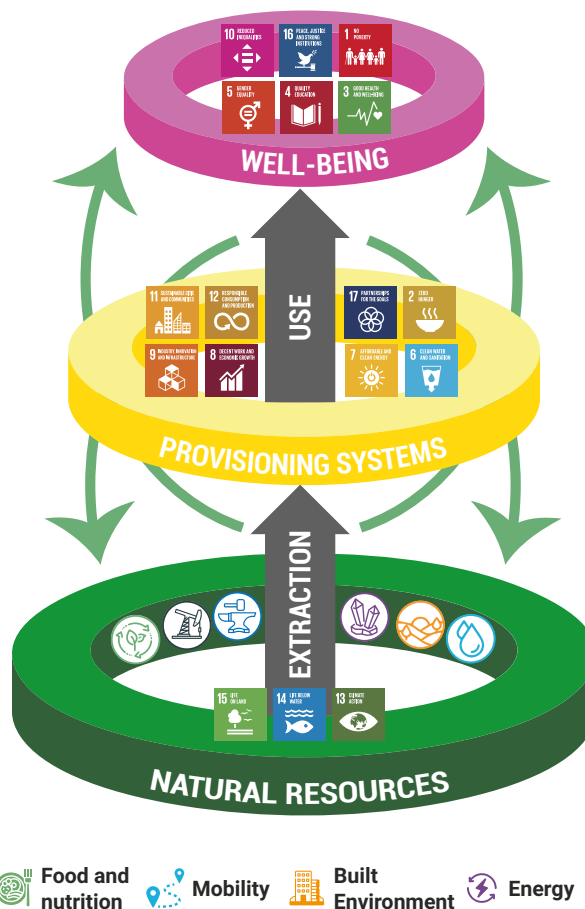 10 REDUCED
INEQUALITIES
16 PEACE, JUSTICE
AND STRONG
INSTITUTIONS
1 NO
POVERTY
5 GENDER
EQUALITY
4 QUALITY
EDUCATION
3 GOOD HEALTH
AND WELL-BEING
WELL-BEING
USE
11 SUSTAINABLE CITIES
AND COMMUNITIES
12 RESPONSIBLE
CONSUMPTION
AND PRODUCTION
17 PARTNERSHIPS
FOR THE GOALS
2 ZERO
HUNGER
9 INDUSTRY, INNOVATION
AND INFRASTRUCTURE
8 DECENT WORK AND
ECONOMIC GROWTH
7 AFFORDABLE AND
CLEAN ENERGY
6 CLEAN WATER
AND SANITATION
PROVISIONING SYSTEMS
EXTRACTION
15 LIFE
ON LAND
14 LIFE BELOW
WATER
13 CLIMATE
ACTION
NATURAL RESOURCES
Food and
nutrition
Mobility
Built
Environment
Energy